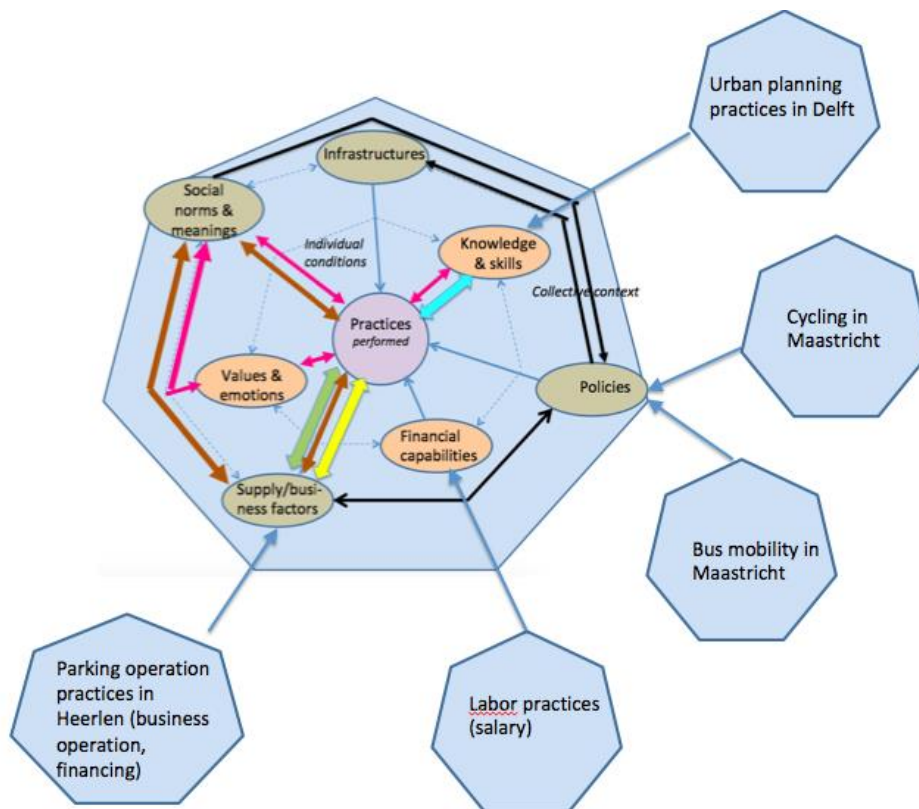 Urban planning
practices in Delft
Infrastructures
Social
norms &
meanings
Individual
conditions
Knowledge
& skills
Collective context
Practices
performed
Cycling in
Maastricht
Values &
emotions
Policies
Financial
capabilities
Supply/busi-
ness factors
Bus mobility in
Maastricht
Parking operation
practices in
Heerlen (business
operation,
financing)
Labor practices
(salary)